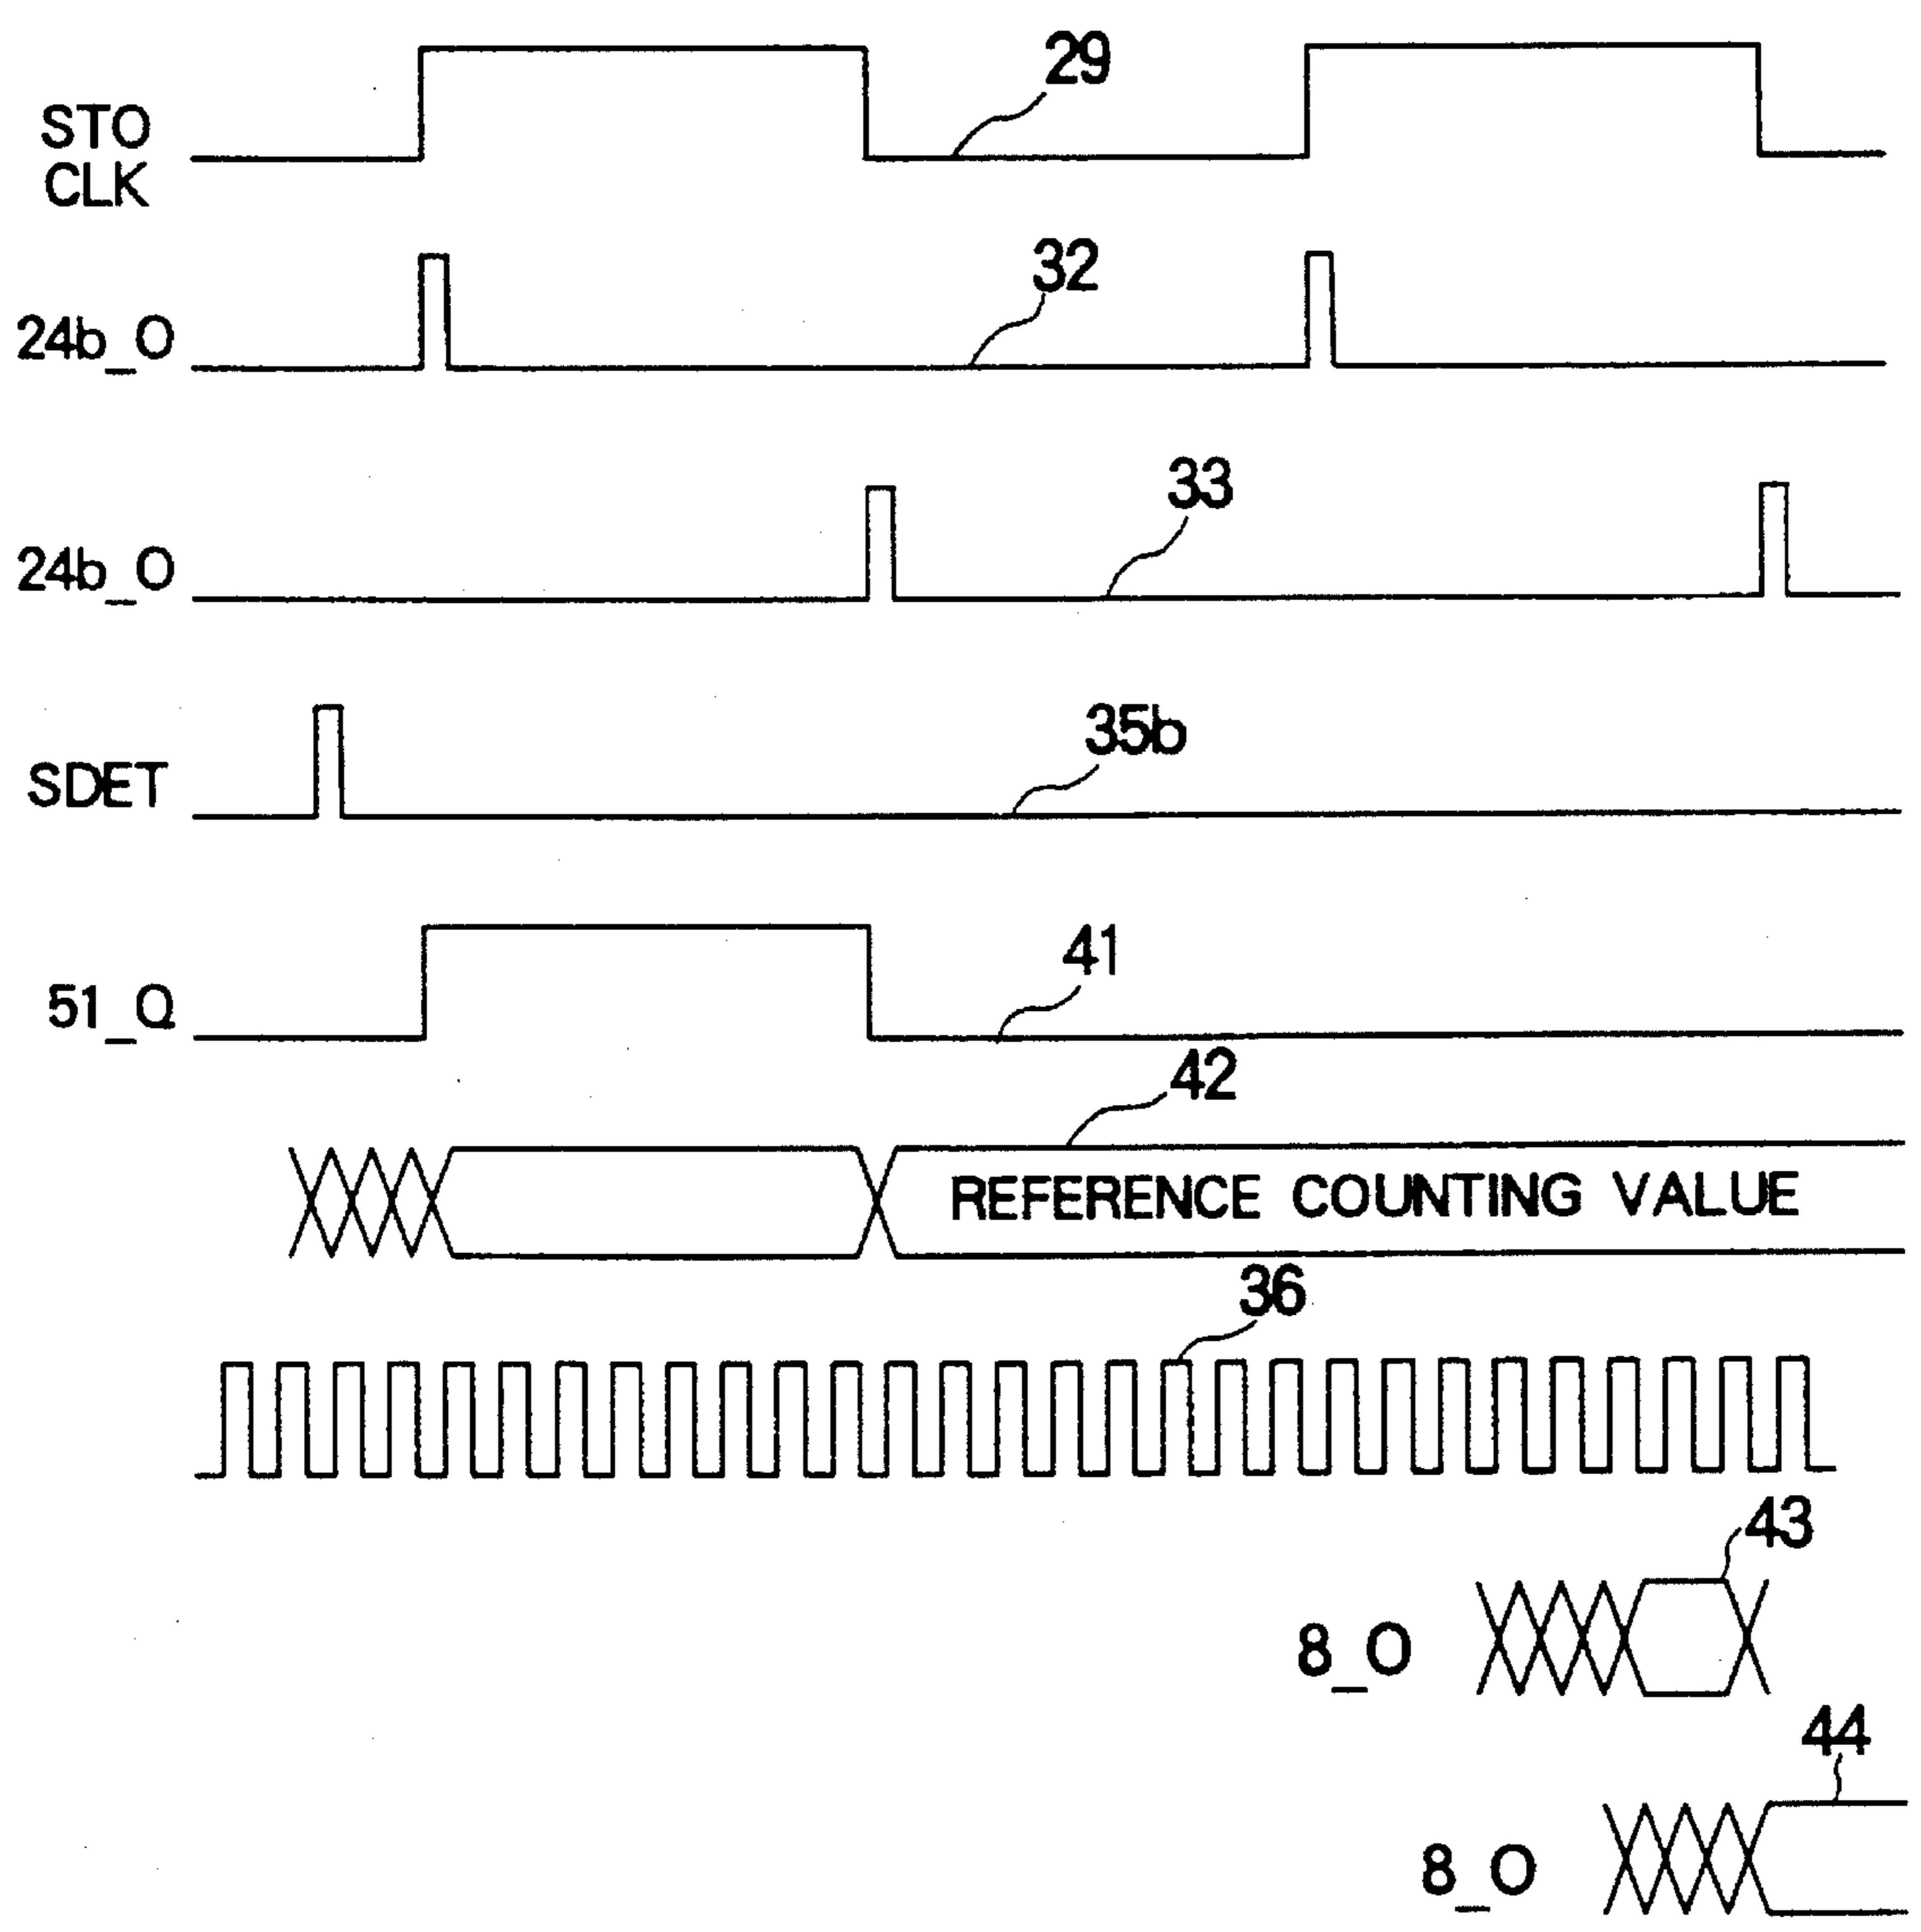 29
STO
CLK
32
24b_O
33
24b_O
35b
SDET
41
51_Q
42
REFERENCE COUNTING VALUE
36
43
8_O
44
8_O